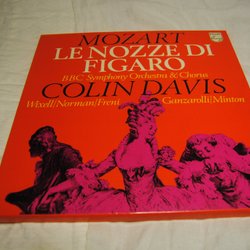 MOZART
LE NOZZE DI
FIGARO
BBC Symphony Orchestra & Chorus
COLIN DAVIS
Wixell/Norman/Freni Ganzarolli/Minton